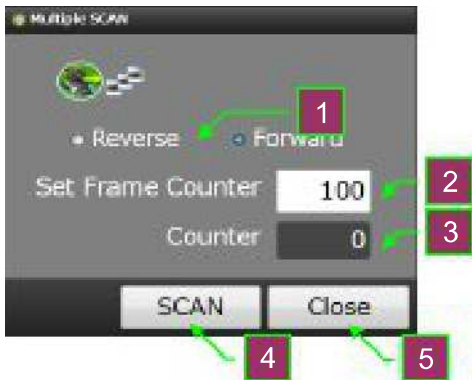 Multiple SCAN
1
Reverse Forward
Set Frame Counter 100 2
Counter 0 3
SCAN Close
4 5